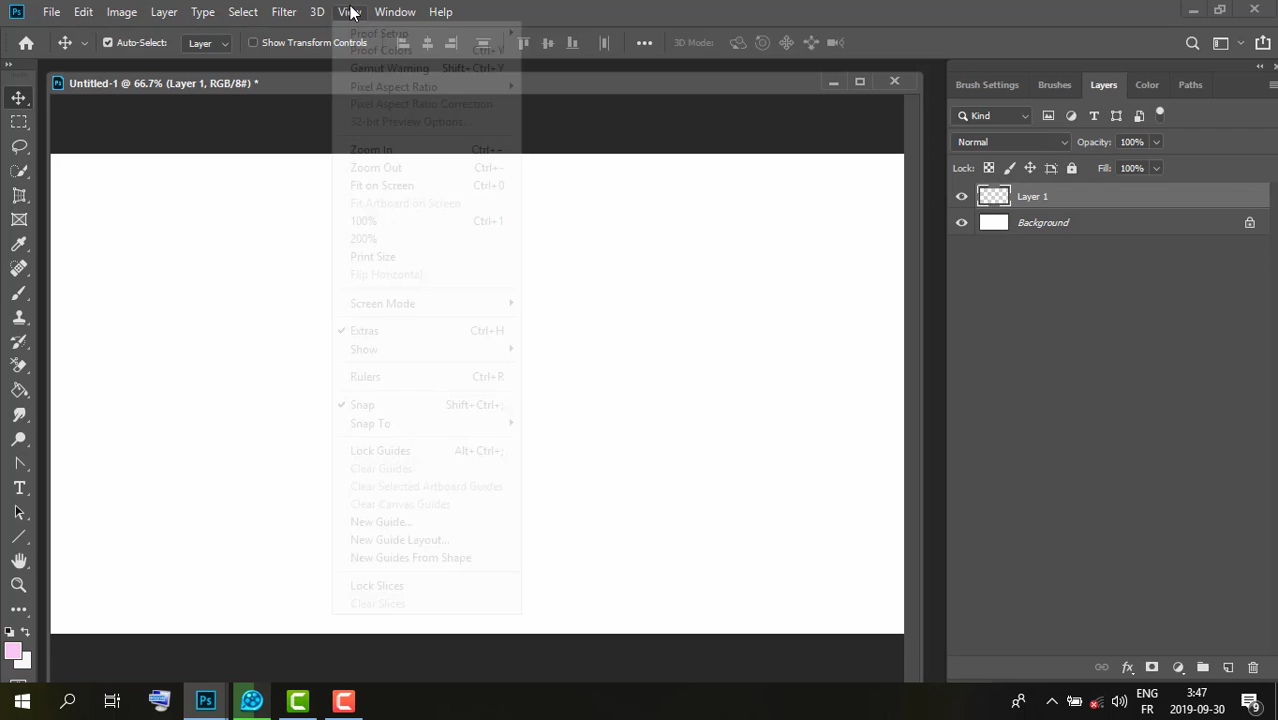 Ps File Edit Image Layer Type Select Filter 3D View Window Help
Auto-Select: Layer Show Transform Controls 3D Mode:
Ps Untitled-1 @ 66.7% (Layer 1, RGB/8#) *
Proof Setup
Proof Colors Ctrl+Y
Gamut Warning Shift+Ctrl+Y
Pixel Aspect Ratio
Pixel Aspect Ratio Correction
32-bit Preview Options...
Zoom In Ctrl++
Zoom Out Ctrl+-
Fit on Screen Ctrl+0
Fit Artboard on Screen
100% Ctrl+1
200%
Print Size
Flip Horizontal
Screen Mode
Extras Ctrl+H
Show
Rulers Ctrl+R
Snap Shift+Ctrl+;
Snap To
Lock Guides Alt+Ctrl+;
Clear Guides
Clear Selected Artboard Guides
Clear Canvas Guides
New Guide...
New Guide Layout...
New Guides From Shape
Lock Slices
Clear Slices
Swatch Settings Brushes Layers Color Paths
Kind
Normal Opacity: 100%
Lock: Fill: 100%
Layer 1
Background
Ps
ENG 3:47
FR 2019-09-30
9